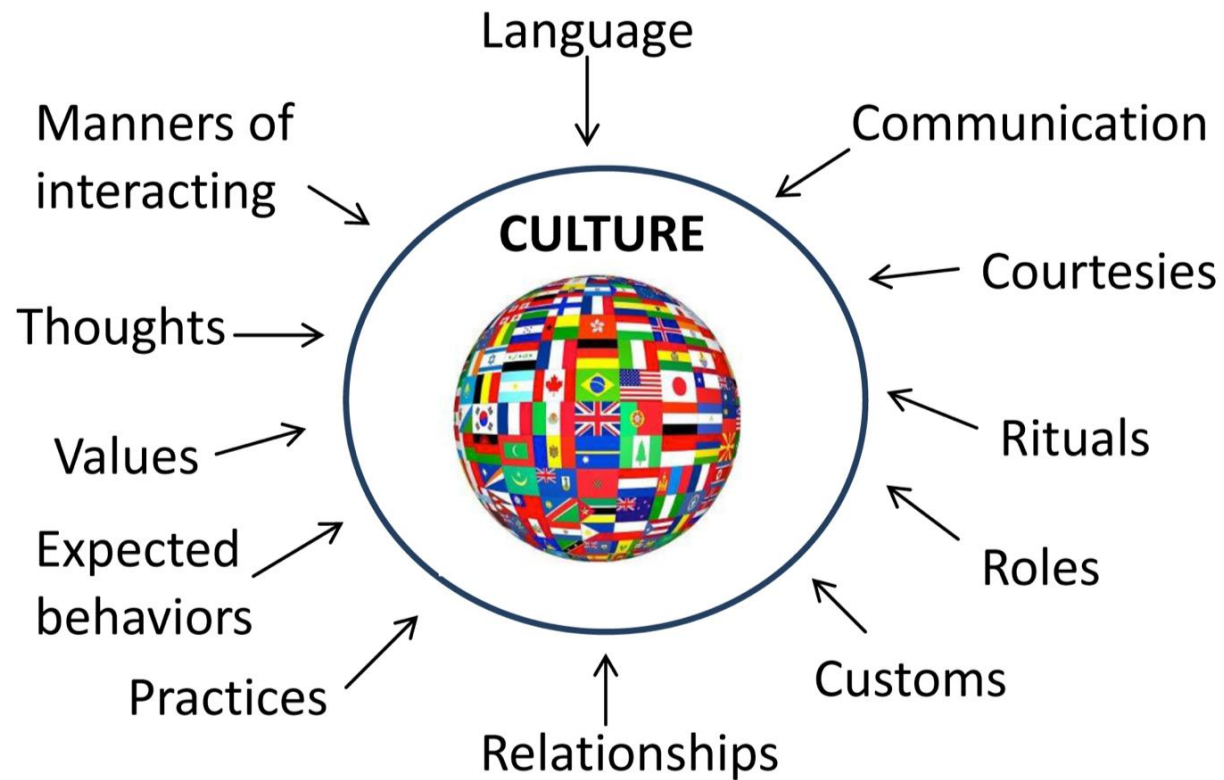 Language
Communication
Courtesies
Rituals
Roles
Customs
Relationships
Practices
Expected
behaviors
Values
Thoughts
Manners of
interacting
CULTURE